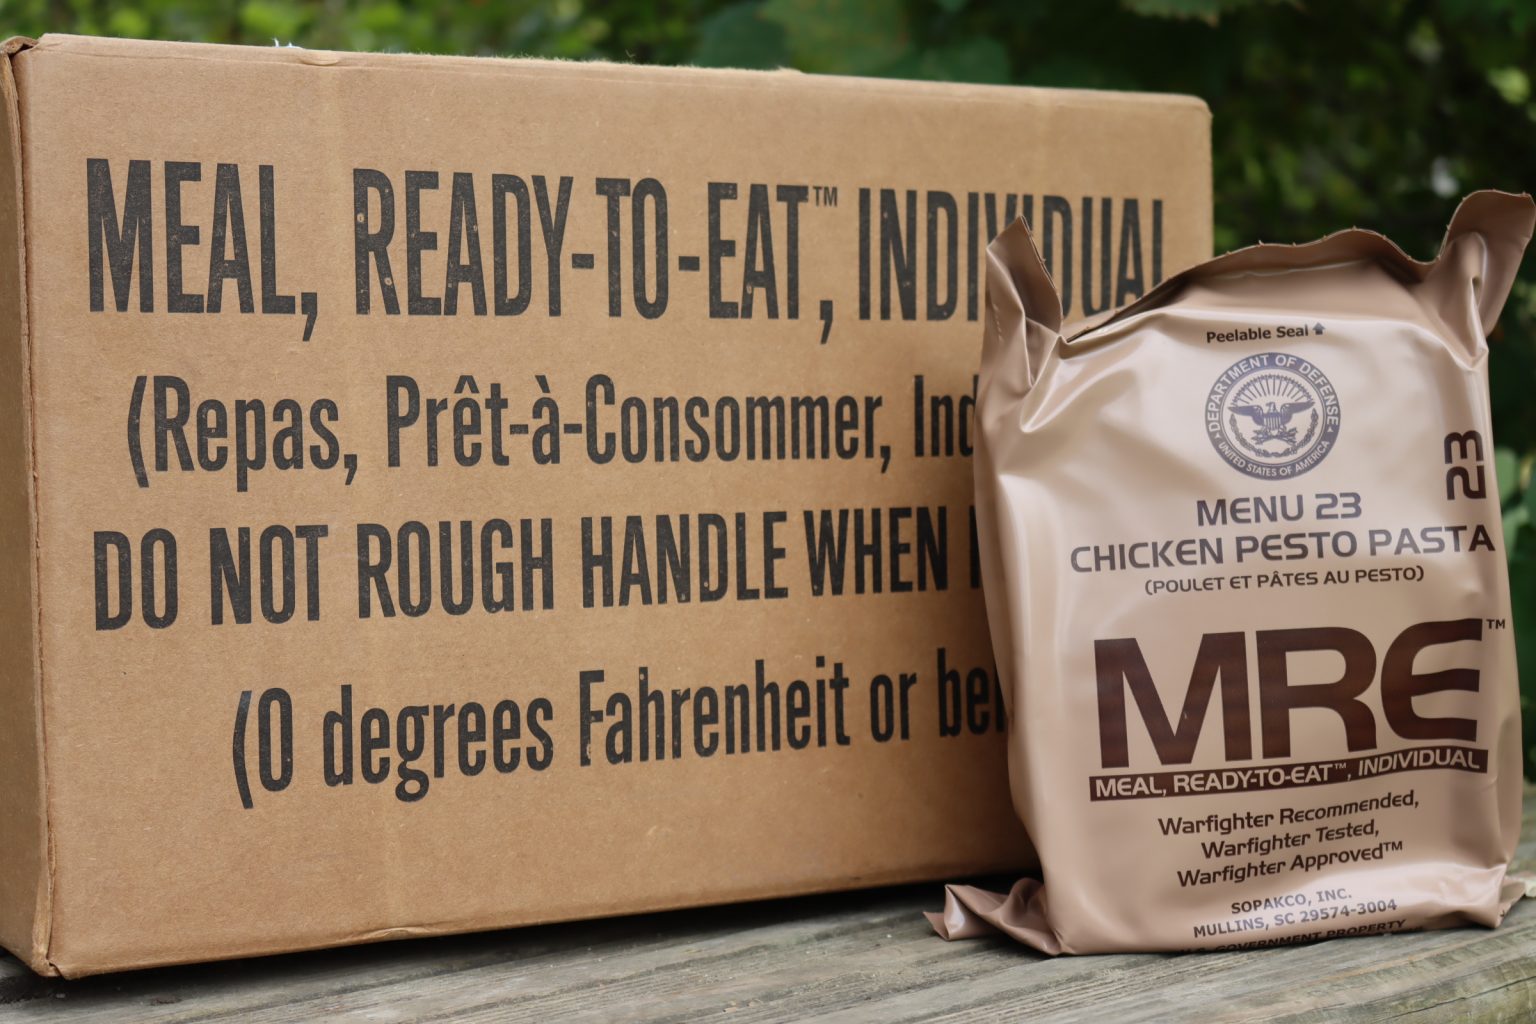 MEAL, READY-TO-EAT™, INDIVIDUAL
(Repas, Prêt-à-Consommer,
DO NOT ROUGH HANDLE WHEN
(0 degrees Fahrenheit or
Peelable Seal
DEPARTMENT OF DEFENSE
UNITED STATES OF AMERICA
23
MENU 23
CHICKEN PESTO PASTA
(POULET ET PÂTES AU PESTO)
MRE™
MEAL, READY-TO-EAT™, INDIVIDUAL
Warfighter Recommended,
Warfighter Tested,
Warfighter Approved™
SOPAKCO, INC.
MULLINS, SC 29574-3004
U.S. GOVERNMENT PROPERTY